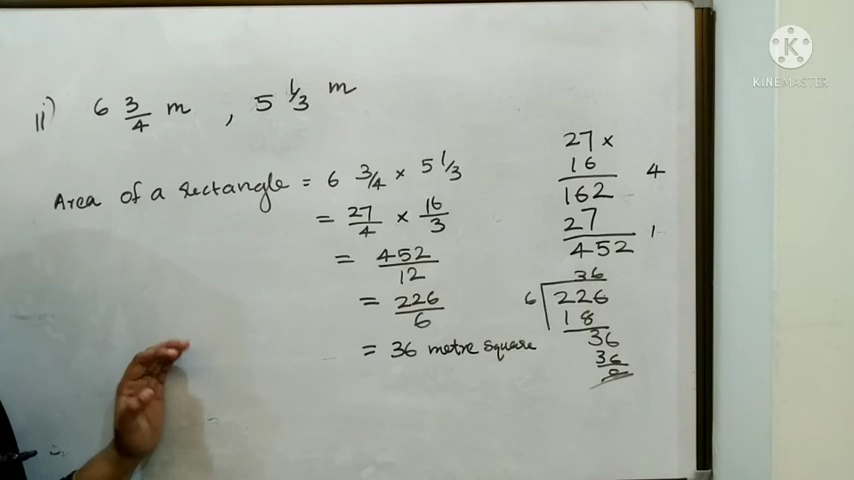 ii) 6 3/4 m , 5 1/3 m
Area of a rectangle = 6 3/4 × 5 1/3
= 27/4 × 16/3
= 452/12
= 226/6
= 36 metre square
27 ×
16 4
162
27
452 1
36
6 226
18
36
36
0
K
KINEMASTER